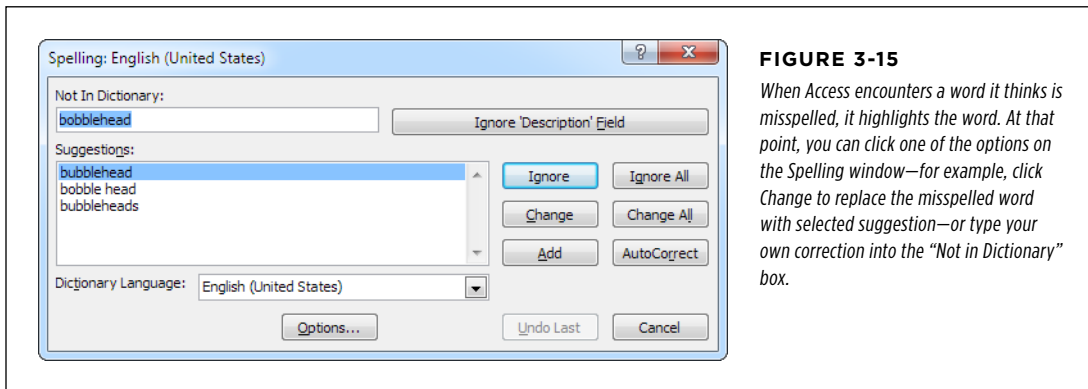 Spelling: English (United States)
Not In Dictionary:
bobblehead
Ignore 'Description' Field
Suggestions:
bubblehead
bobble head
bubbleheads
Ignore
Ignore All
Change
Change All
Add
AutoCorrect
Dictionary Language:
English (United States)
Options...
Undo Last
Cancel
FIGURE 3-15
When Access encounters a word it thinks is
misspelled, it highlights the word. At that
point, you can click one of the options on
the Spelling window—for example, click
Change to replace the misspelled word
with selected suggestion—or type your
own correction into the “Not in Dictionary”
box.